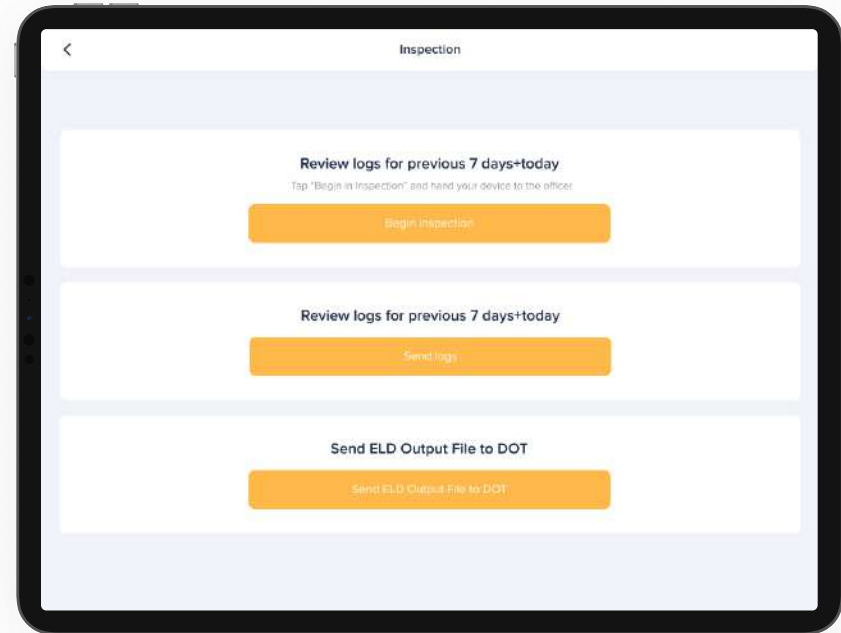 Inspection
Review logs for previous 7 days+today
Tap "Begin in Inspection" and hand your device to the officer
Begin inspection
Review logs for previous 7 days+today
Send logs
Send ELD Output File to DOT
Send ELD Output File to DOT